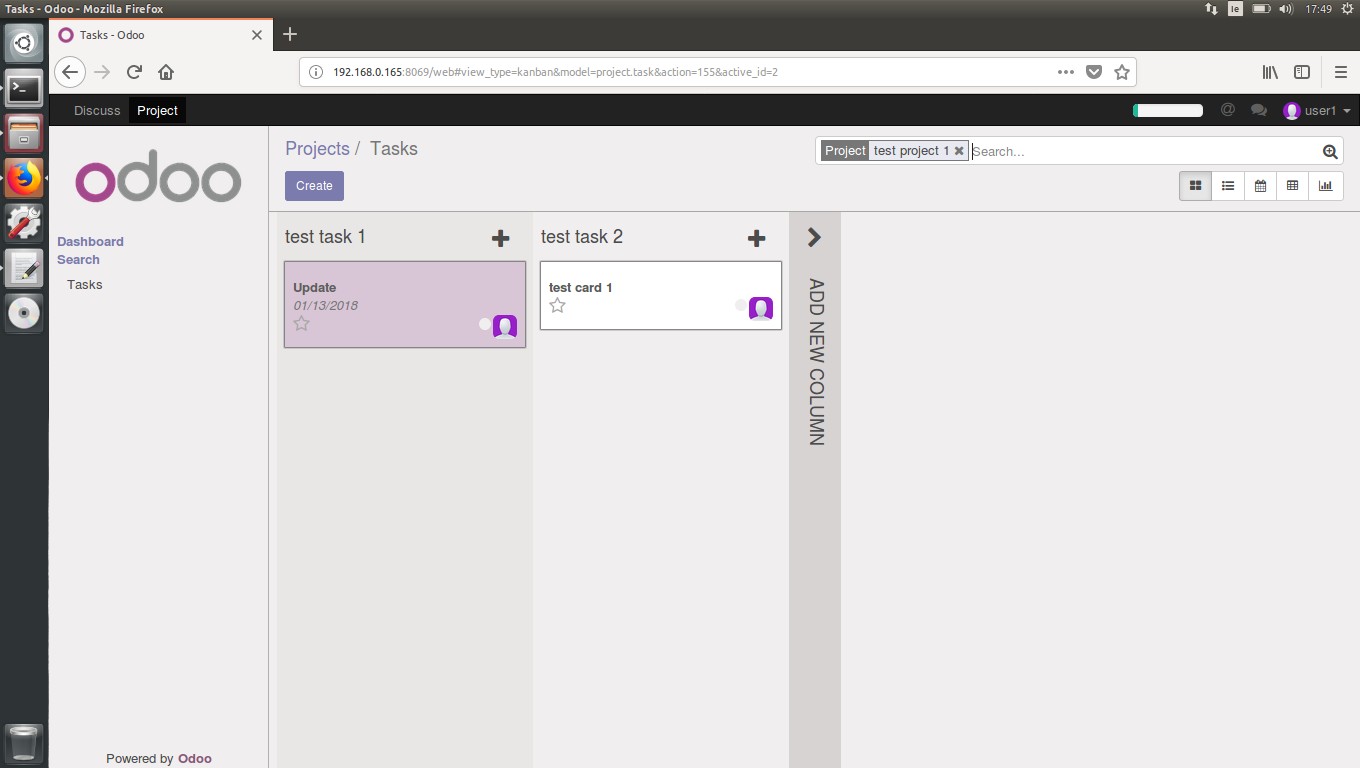 Tasks - Odoo - Mozilla Firefox
Ie
17:49
Tasks - Odoo
192.168.0.165:8069/web#view_type=kanban&model=project.task&action=155&active_id=2
Discuss
Project
@
user1
odoo
Dashboard
Search
Tasks
Powered by Odoo
Projects / Tasks
Project test project 1
Search...
Create
test task 1
Update
01/13/2018
test task 2
test card 1
ADD NEW COLUMN